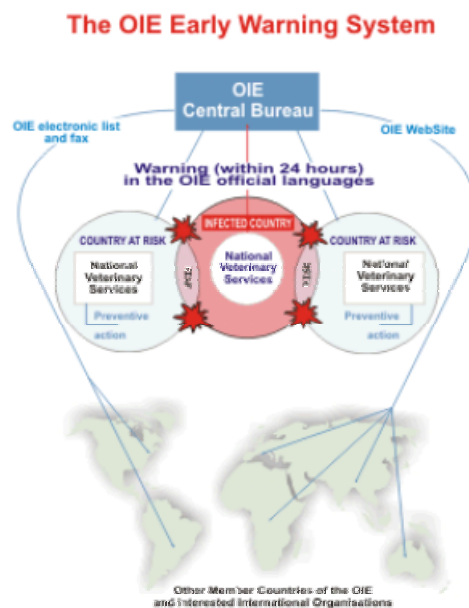 The OIE Early Warning System
OIE
Central Bureau
OIE electronic list
and fax
OIE WebSite
Warning (within 24 hours)
in the OIE official languages
INFECTED COUNTRY
COUNTRY AT RISK
National
Veterinary
Services
Preventive
action
National
Veterinary
Services
COUNTRY AT RISK
National
Veterinary
Services
Preventive
action
Other Member Countries of the OIE
and Interested International Organisations